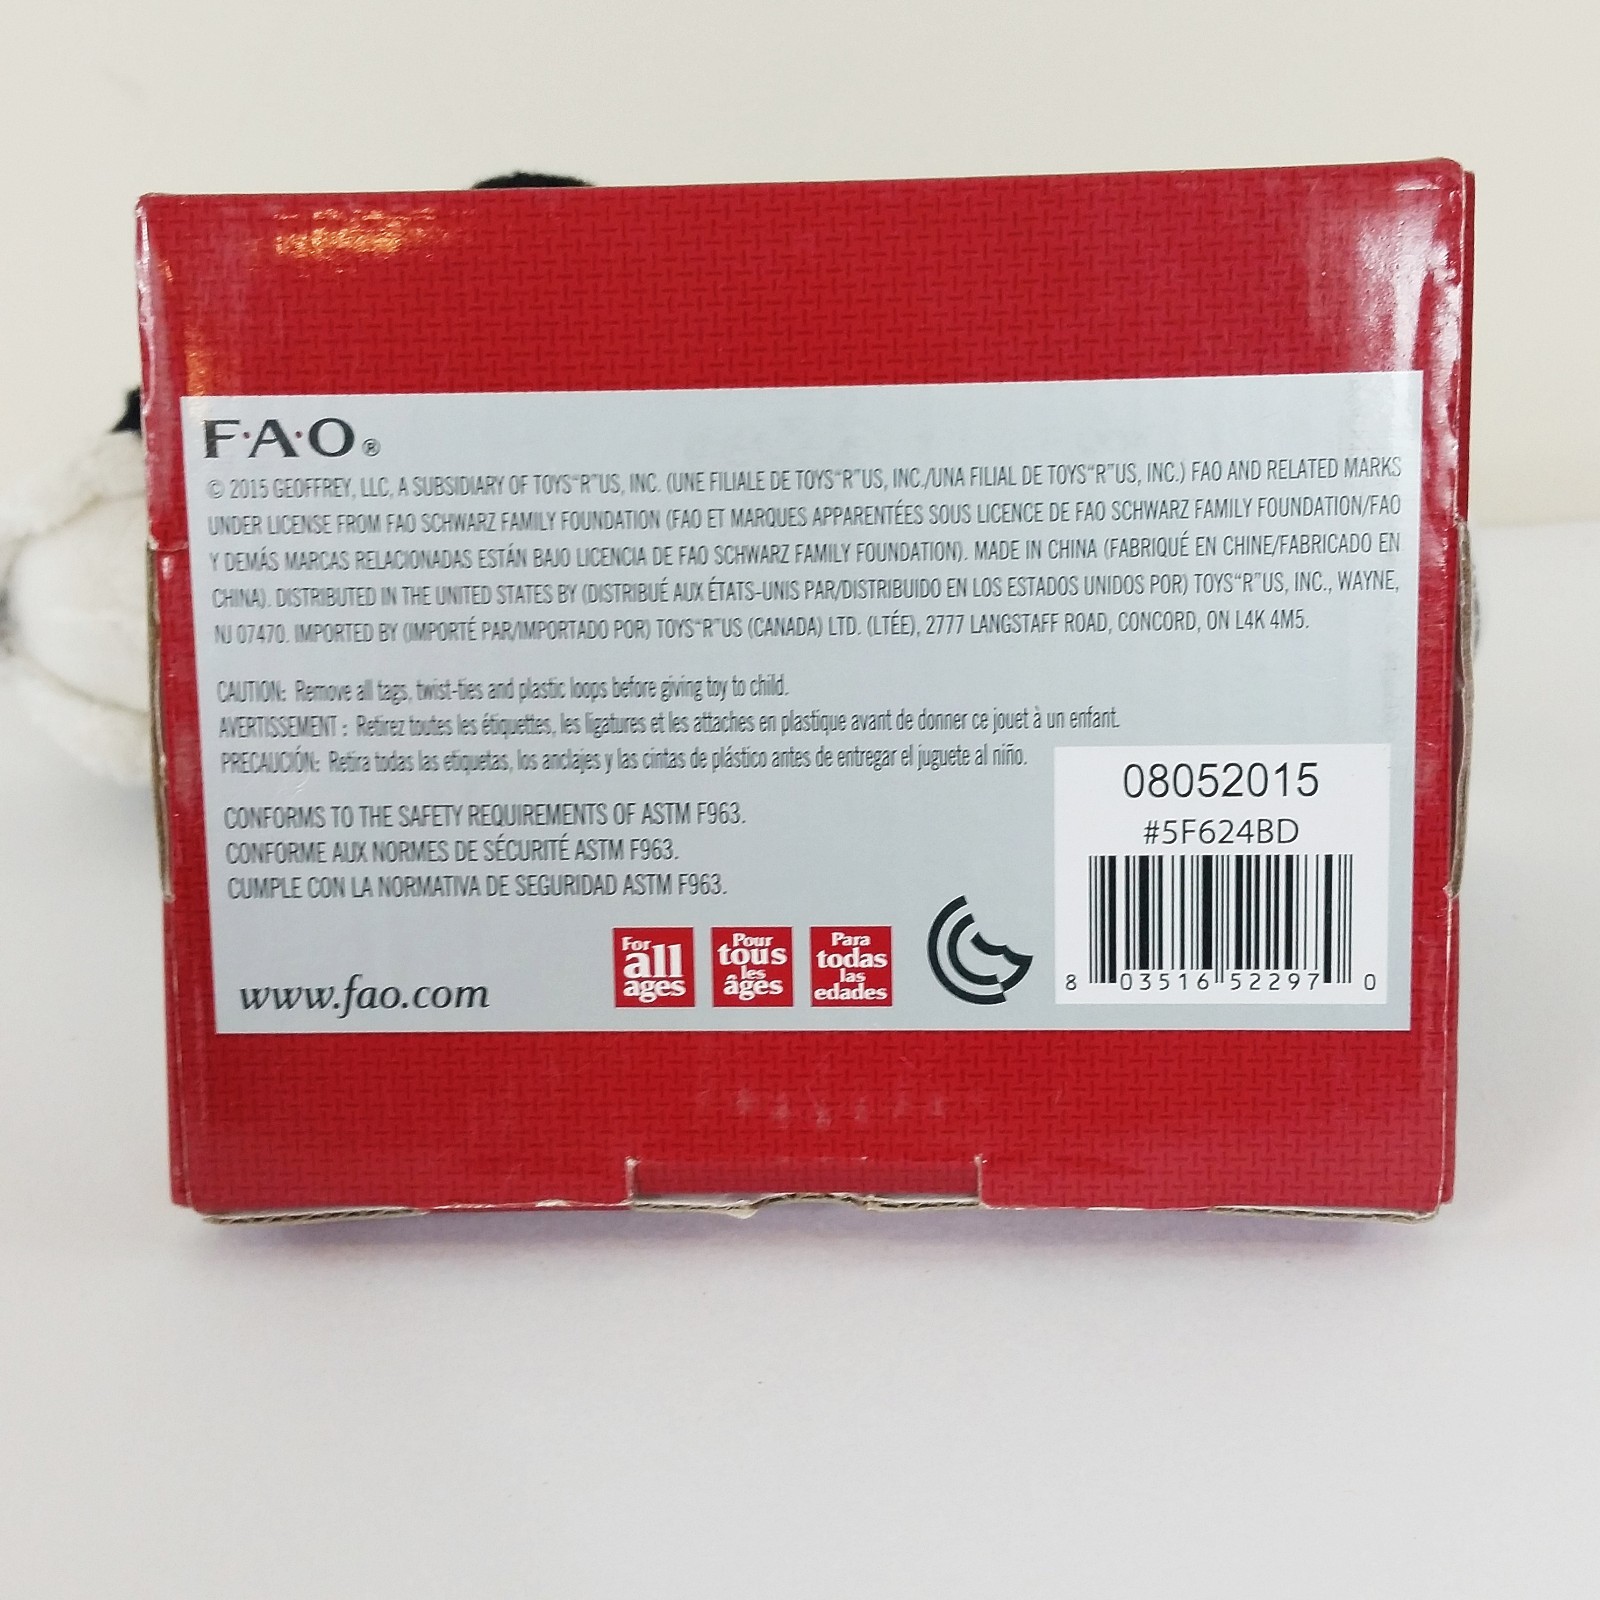 F·A·O®
© 2015 GEOFFREY, LLC, A SUBSIDIARY OF TOYS“R”US, INC. (UNE FILIALE DE TOYS“R”US, INC./UNA FILIAL DE TOYS“R”US, INC.) FAO AND RELATED MARKS
UNDER LICENSE FROM FAO SCHWARZ FAMILY FOUNDATION (FAO ET MARQUES APPARENTÉES SOUS LICENCE DE FAO SCHWARZ FAMILY FOUNDATION/FAO
Y DEMÁS MARCAS RELACIONADAS ESTÁN BAJO LICENCIA DE FAO SCHWARZ FAMILY FOUNDATION). MADE IN CHINA (FABRIQUÉ EN CHINE/FABRICADO EN
CHINA). DISTRIBUTED IN THE UNITED STATES BY (DISTRIBUÉ AUX ÉTATS-UNIS PAR/DISTRIBUIDO EN LOS ESTADOS UNIDOS POR) TOYS“R”US, INC., WAYNE,
NJ 07470. IMPORTED BY (IMPORTÉ PAR/IMPORTADO POR) TOYS“R”US (CANADA) LTD. (LTÉE), 2777 LANGSTAFF ROAD, CONCORD, ON L4K 4M5.
CAUTION: Remove all tags, twist-ties and plastic loops before giving toy to child.
AVERTISSEMENT : Retirez toutes les étiquettes, les ligatures et les attaches en plastique avant de donner ce jouet à un enfant.
PRECAUCIÓN: Retira todas las etiquetas, los anclajes y las cintas de plástico antes de entregar el juguete al niño.
CONFORMS TO THE SAFETY REQUIREMENTS OF ASTM F963.
CONFORME AUX NORMES DE SÉCURITÉ ASTM F963.
CUMPLE CON LA NORMATIVA DE SEGURIDAD ASTM F963.
www.fao.com
For
all
ages
Pour
tous
les
âges
Para
todas
las
edades
08052015
#5F624BD
8 03516 52297 0